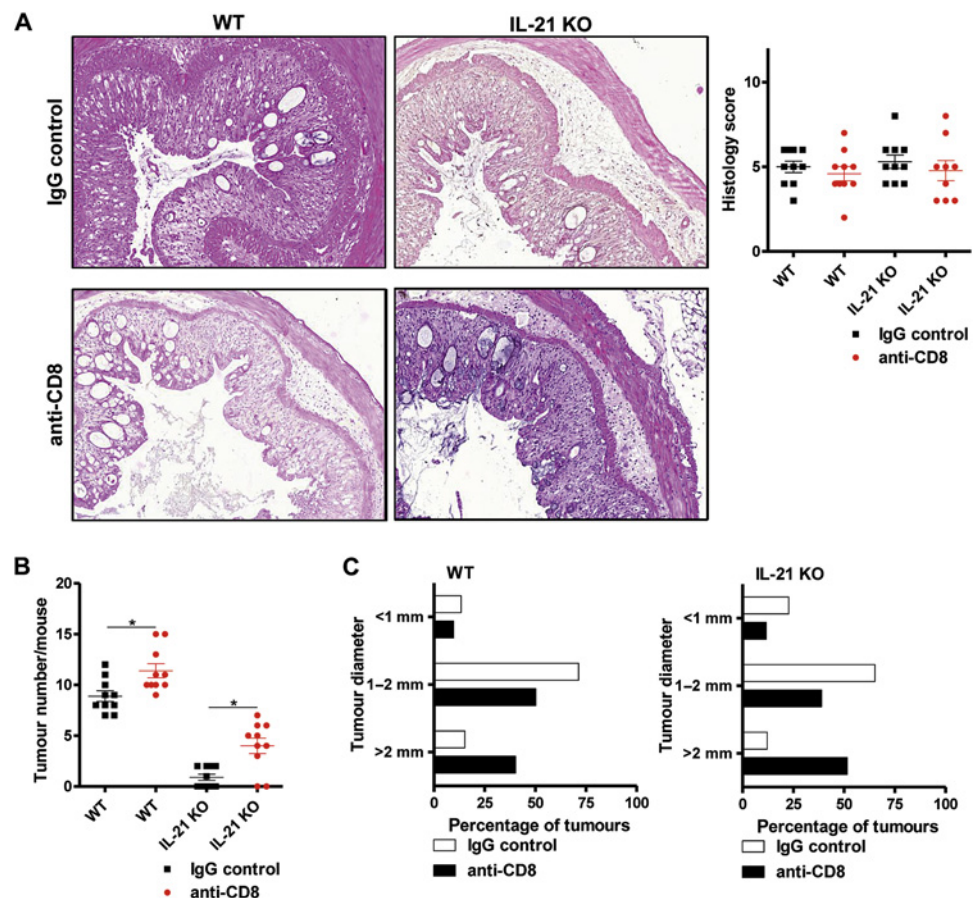 A
WT
IL-21 KO
IgG control
anti-CD8
Histology score
10
5
0
WT
WT
IL-21 KO
IL-21 KO
IgG control
anti-CD8
B
Tumour number/mouse
20
15
10
5
0
*
*
WT
WT
IL-21 KO
IL-21 KO
IgG control
anti-CD8
C
WT
Tumour diameter
<1 mm
1–2 mm
>2 mm
0 25 50 75 100
Percentage of tumours
IgG control
anti-CD8
IL-21 KO
Tumour diameter
<1 mm
1–2 mm
>2 mm
0 25 50 75 100
Percentage of tumours
IgG control
anti-CD8